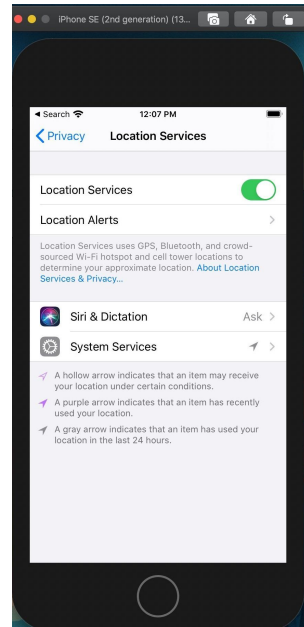 iPhone SE (2nd generation) (13...
Search
12:07 PM
Privacy
Location Services
Location Services
Location Alerts
Location Services uses GPS, Bluetooth, and crowd-
sourced Wi-Fi hotspot and cell tower locations to
determine your approximate location. About Location
Services & Privacy...
Siri & Dictation Ask
System Services
A hollow arrow indicates that an item may receive
your location under certain conditions.
A purple arrow indicates that an item has recently
used your location.
A gray arrow indicates that an item has used your
location in the last 24 hours.